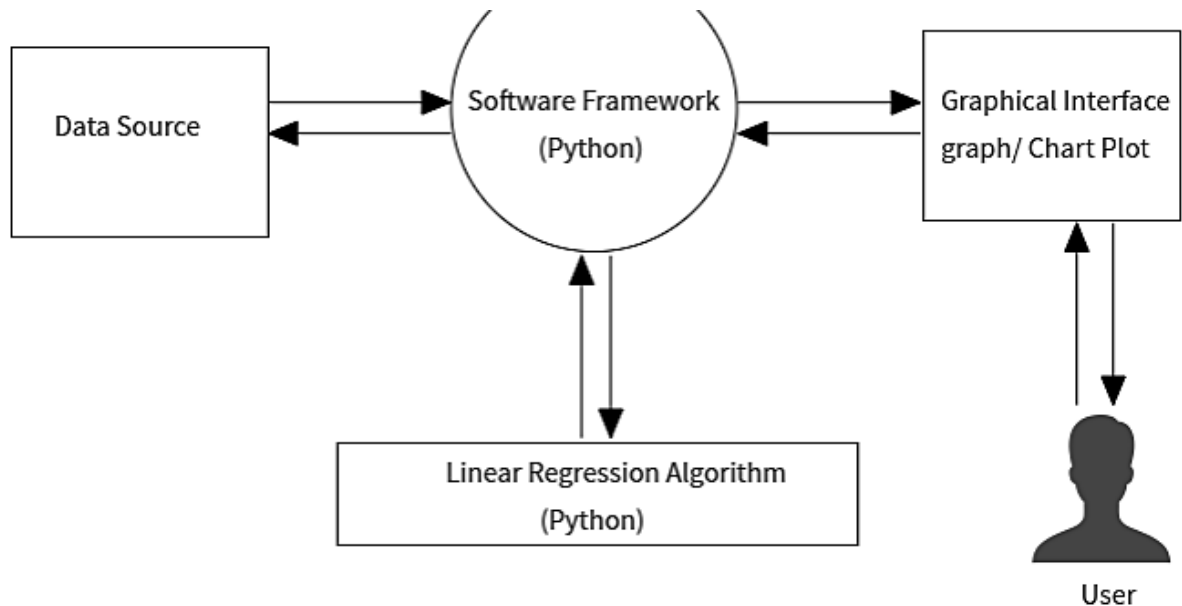 Data Source
Software Framework
(Python)
Graphical Interface
graph/ Chart Plot
Linear Regression Algorithm
(Python)
User